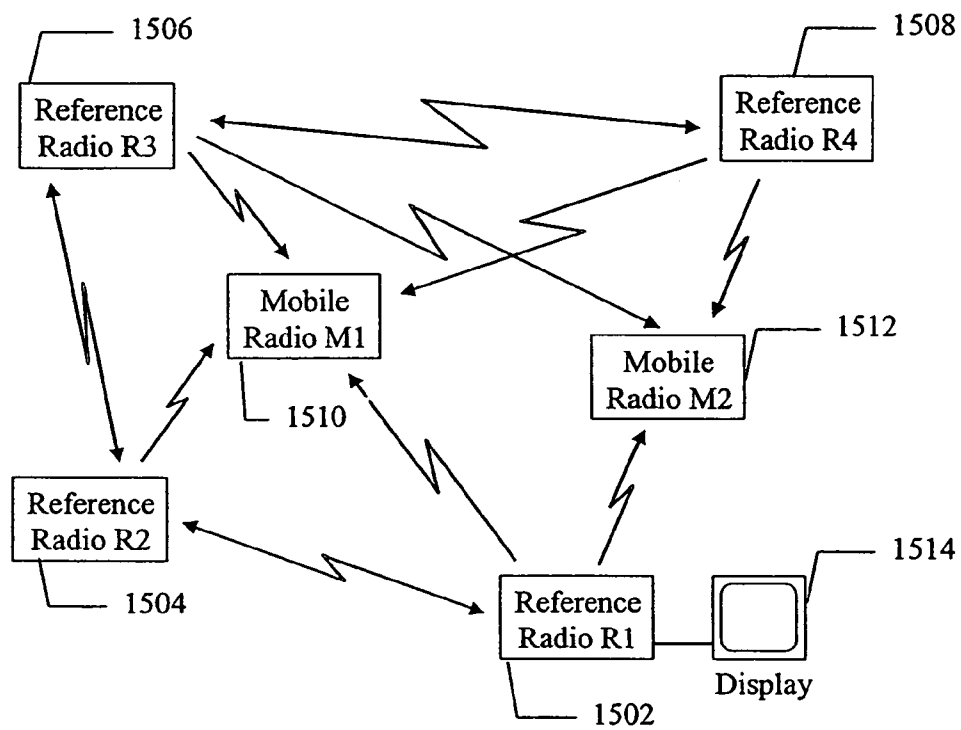 1506
1508
Reference
Radio R3
Reference
Radio R4
Mobile
Radio M1
1512
Mobile
Radio M2
1510
Reference
Radio R2
1514
1504
Reference
Radio R1
Display
1502